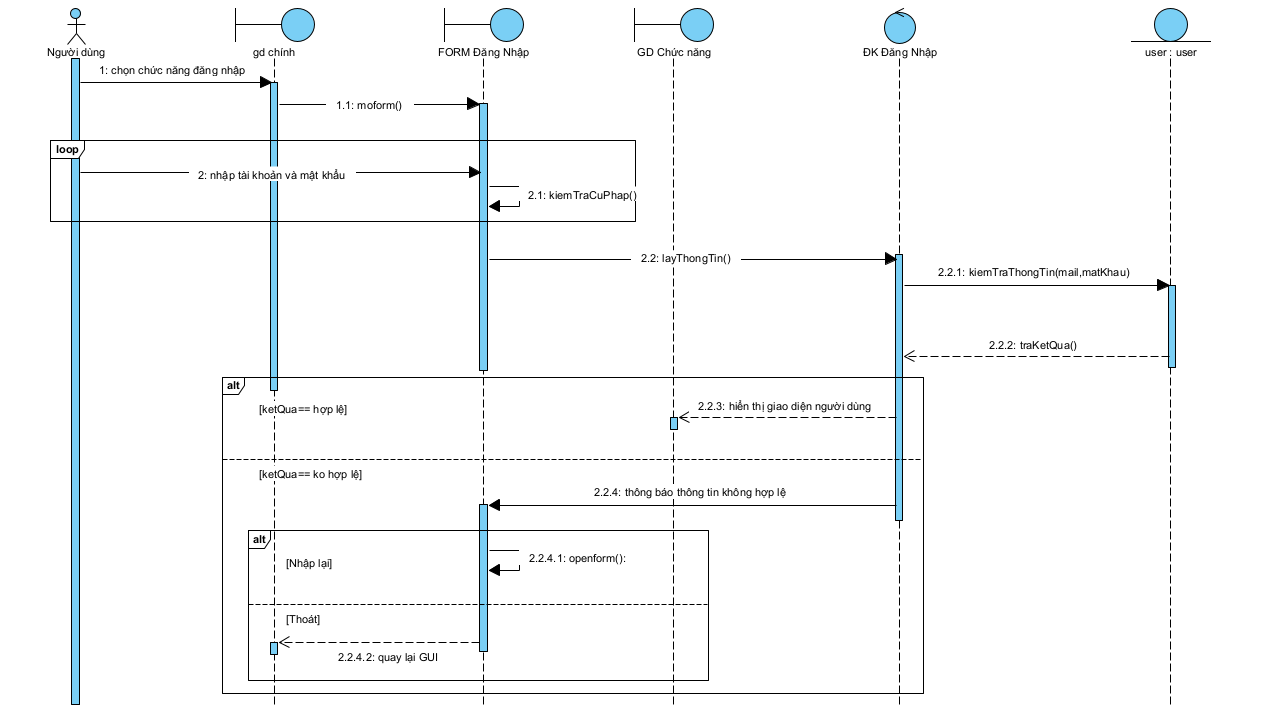 Người dùng
gd chính
FORM Đăng Nhập
GD Chức năng
ĐK Đăng Nhập
user : user
1: chọn chức năng đăng nhập
1.1: moform()
loop
2: nhập tài khoản và mật khẩu
2.1: kiemTraCuPhap()
2.2: layThongTin()
2.2.1: kiemTraThongTin(mail,matKhau)
2.2.2: traKetQua()
alt
[ketQua== hợp lệ]
2.2.3: hiển thị giao diện người dùng
[ketQua== ko hợp lệ]
2.2.4: thông báo thông tin không hợp lệ
alt
[Nhập lại]
2.2.4.1: openform():
[Thoát]
2.2.4.2: quay lại GUI